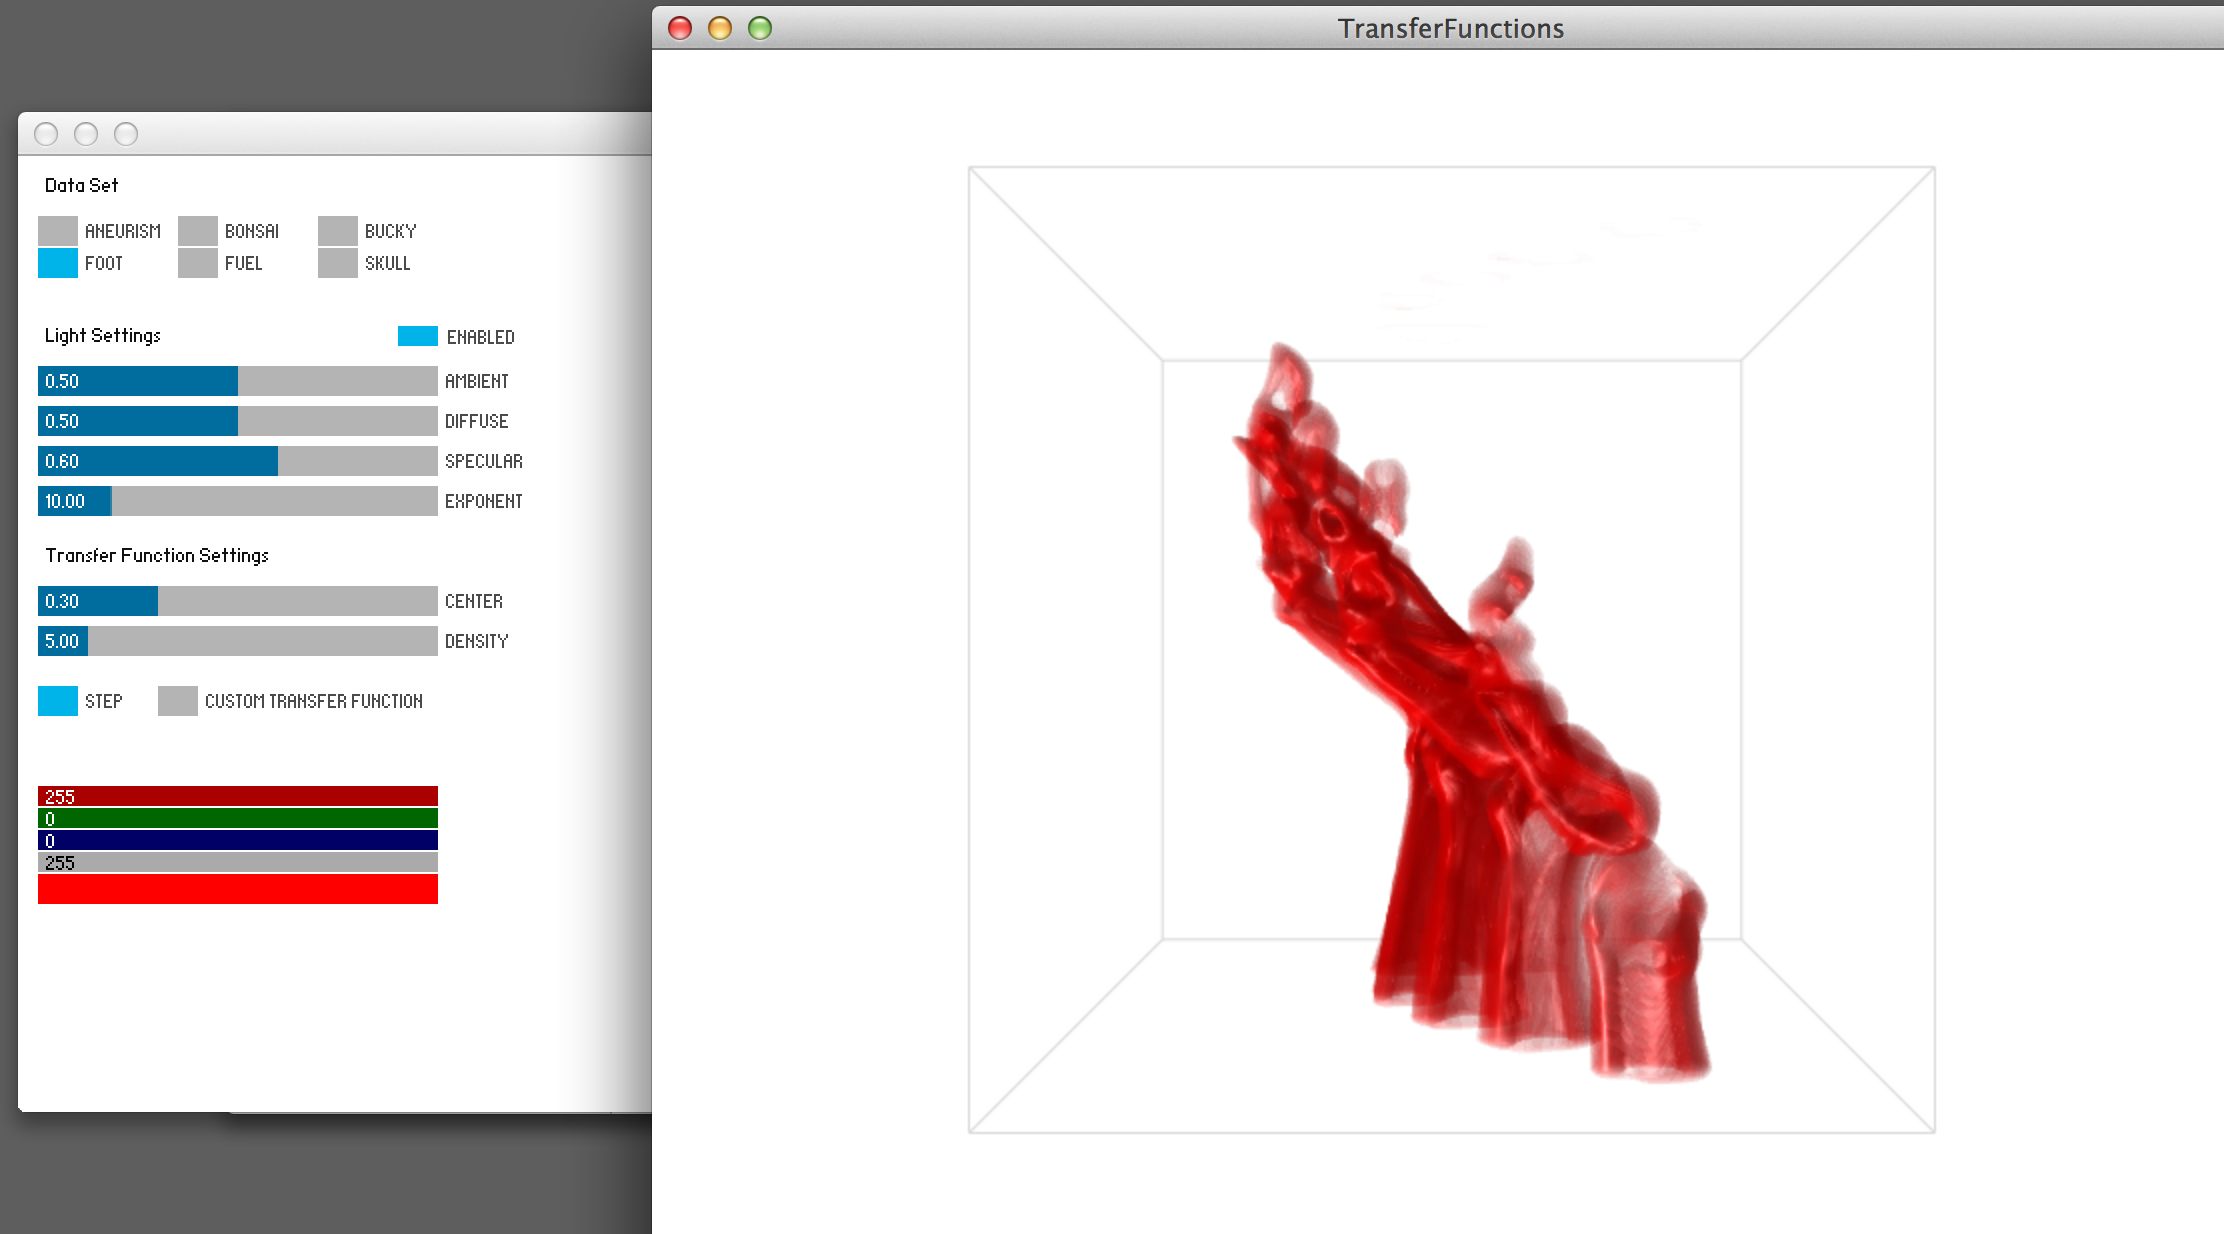 TransferFunctions
Data Set
ANEURISM BONSAI BUCKY
FOOT FUEL SKULL
Light Settings ENABLED
0.50 AMBIENT
0.50 DIFFUSE
0.60 SPECULAR
10.00 EXPONENT
Transfer Function Settings
0.30 CENTER
5.00 DENSITY
STEP CUSTOM TRANSFER FUNCTION
255
0
0
255